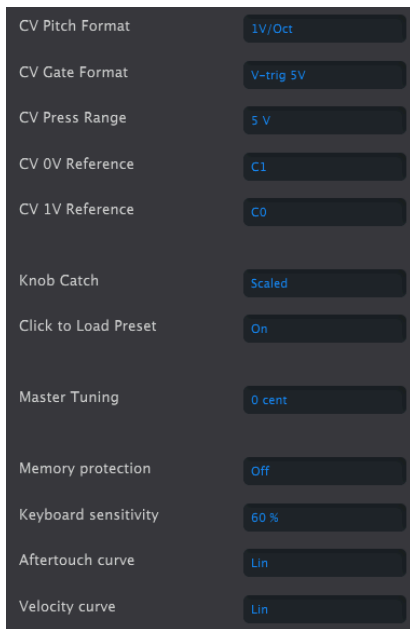 CV Pitch Format 1V/Oct
CV Gate Format V-trig 5V
CV Press Range 5 V
CV 0V Reference C1
CV 1V Reference C0
Knob Catch Scaled
Click to Load Preset On
Master Tuning 0 cent
Memory protection Off
Keyboard sensitivity 60 %
Aftertouch curve Lin
Velocity curve Lin